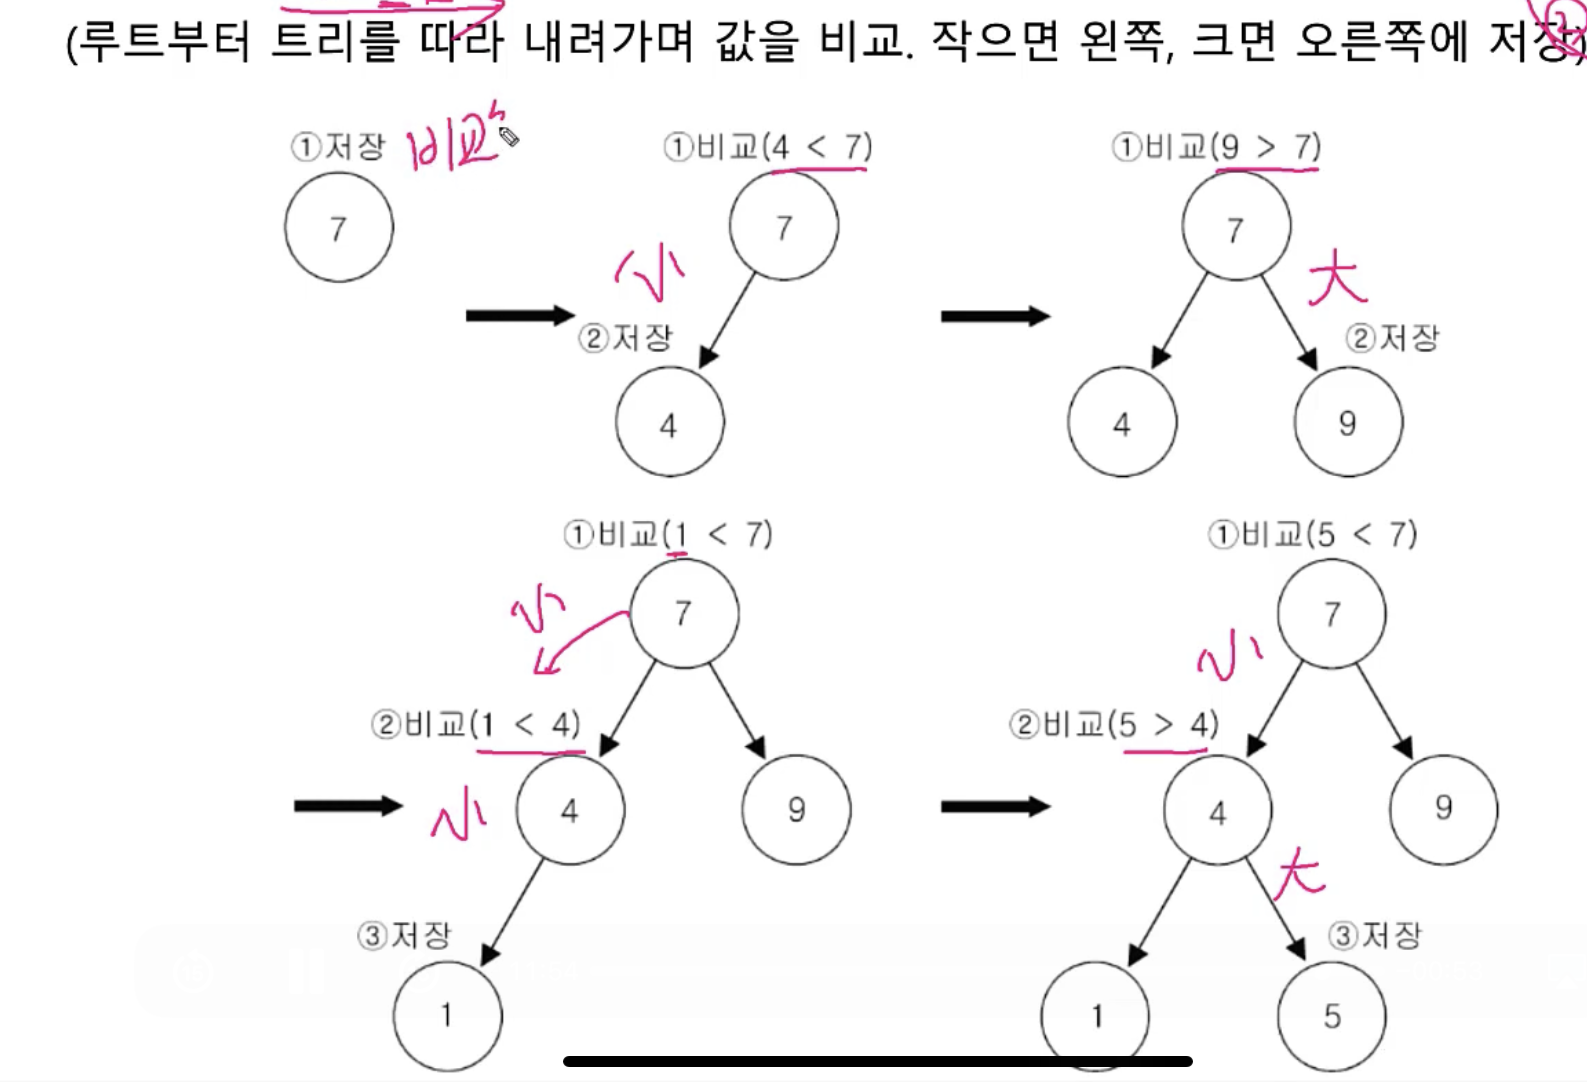 (루트부터 트리를 따라 내려가며 값을 비교. 작으면 왼쪽, 크면 오른쪽에 저장)
①저장 비교
7
①비교(4 < 7)
7
小
②저장
4
①비교(9 > 7)
7
大
②저장
4
9
①비교(1 < 7)
小
7
②비교(1 < 4)
小
4
9
③저장
1
①비교(5 < 7)
7
小
②비교(5 > 4)
4
9
大
③저장
1
5